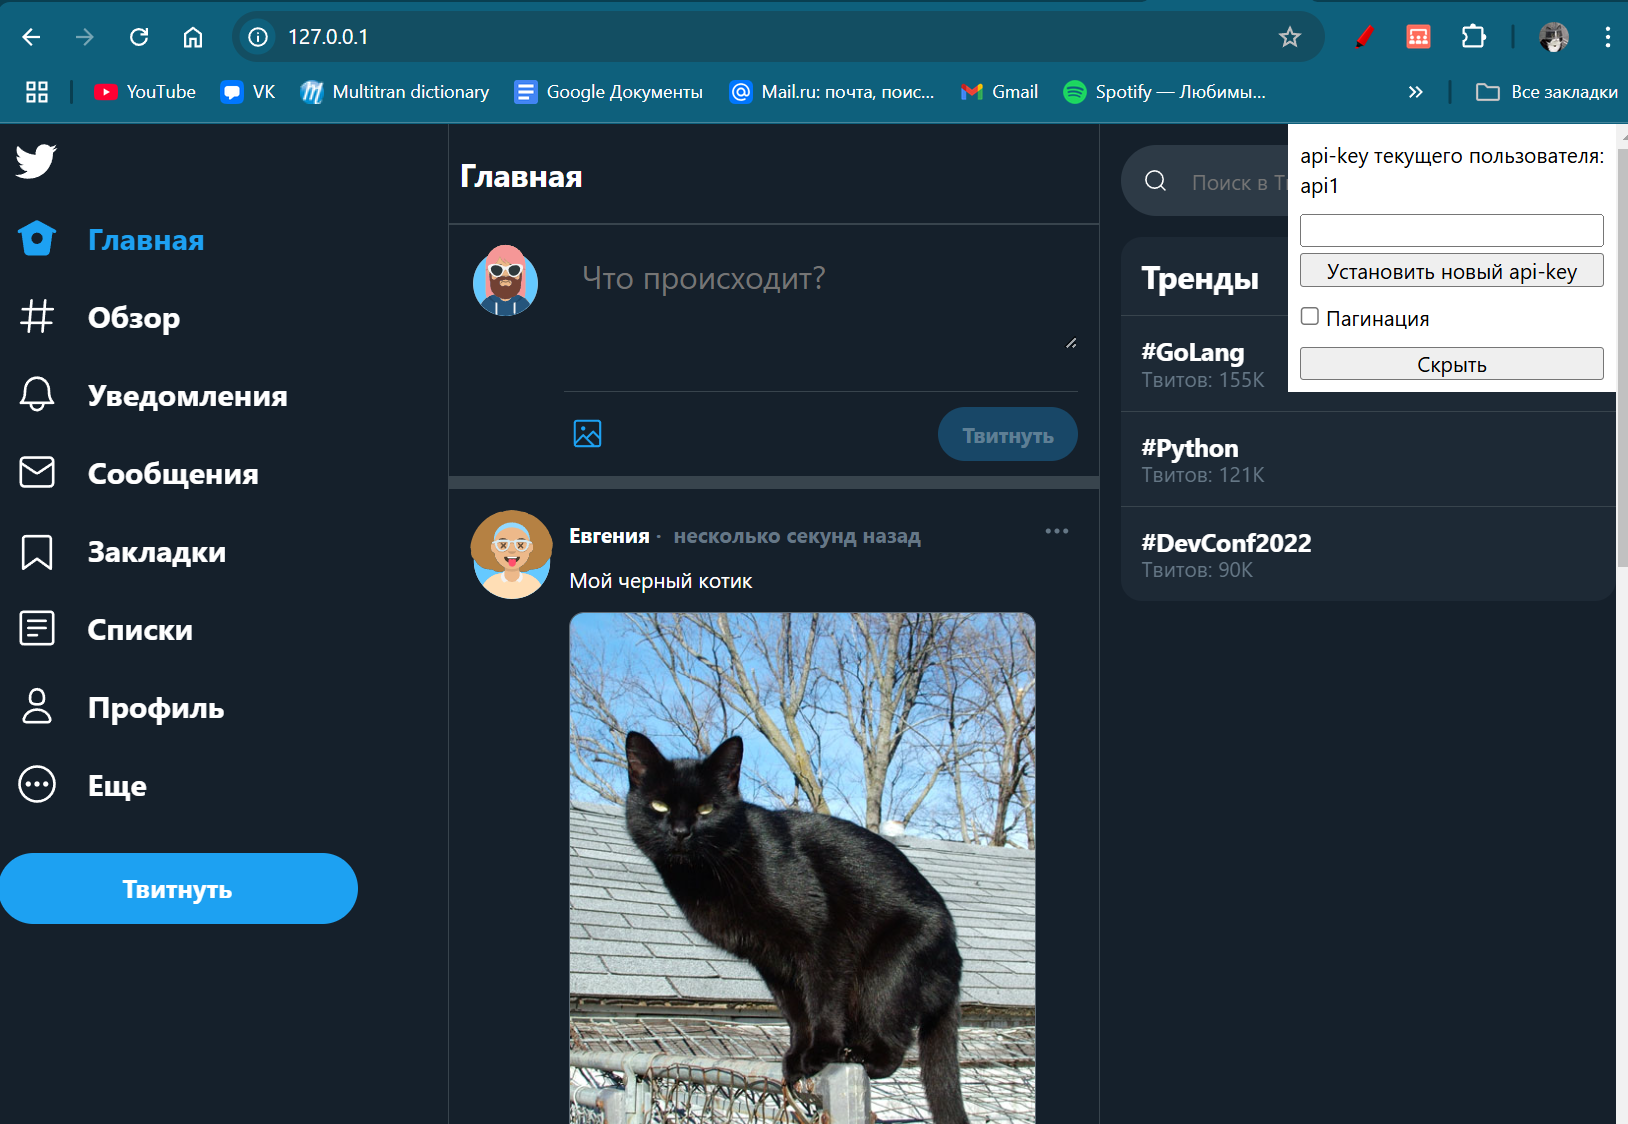 127.0.0.1
YouTube
VK
Multitran dictionary
Google Документы
Mail.ru: почта, поис...
Gmail
Spotify — Любимы...
Все закладки
Главная
Обзор
Уведомления
Сообщения
Закладки
Списки
Профиль
Еще
Твитнуть
Главная
Что происходит?
Твитнуть
Евгения · несколько секунд назад
Мой черный котик
Поиск в Т
Тренды
#GoLang
Твитов: 155K
#Python
Твитов: 121K
#DevConf2022
Твитов: 90K
api-key текущего пользователя:
api1
Установить новый api-key
Пагинация
Скрыть